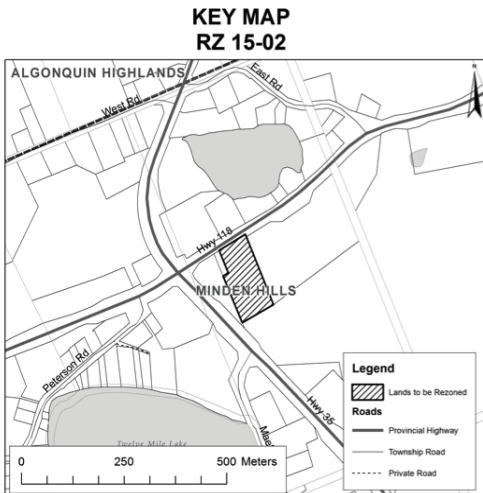 KEY MAP
RZ 15-02
ALGONQUIN HIGHLANDS
East Rd
N
West Rd
Hwy 118
MINDEN HILLS
Peterson Rd
Hwy 35
Twelve Mile Lake
Legend
Lands to be Rezoned
Roads
Provincial Highway
Township Road
Private Road
0 250 500 Meters